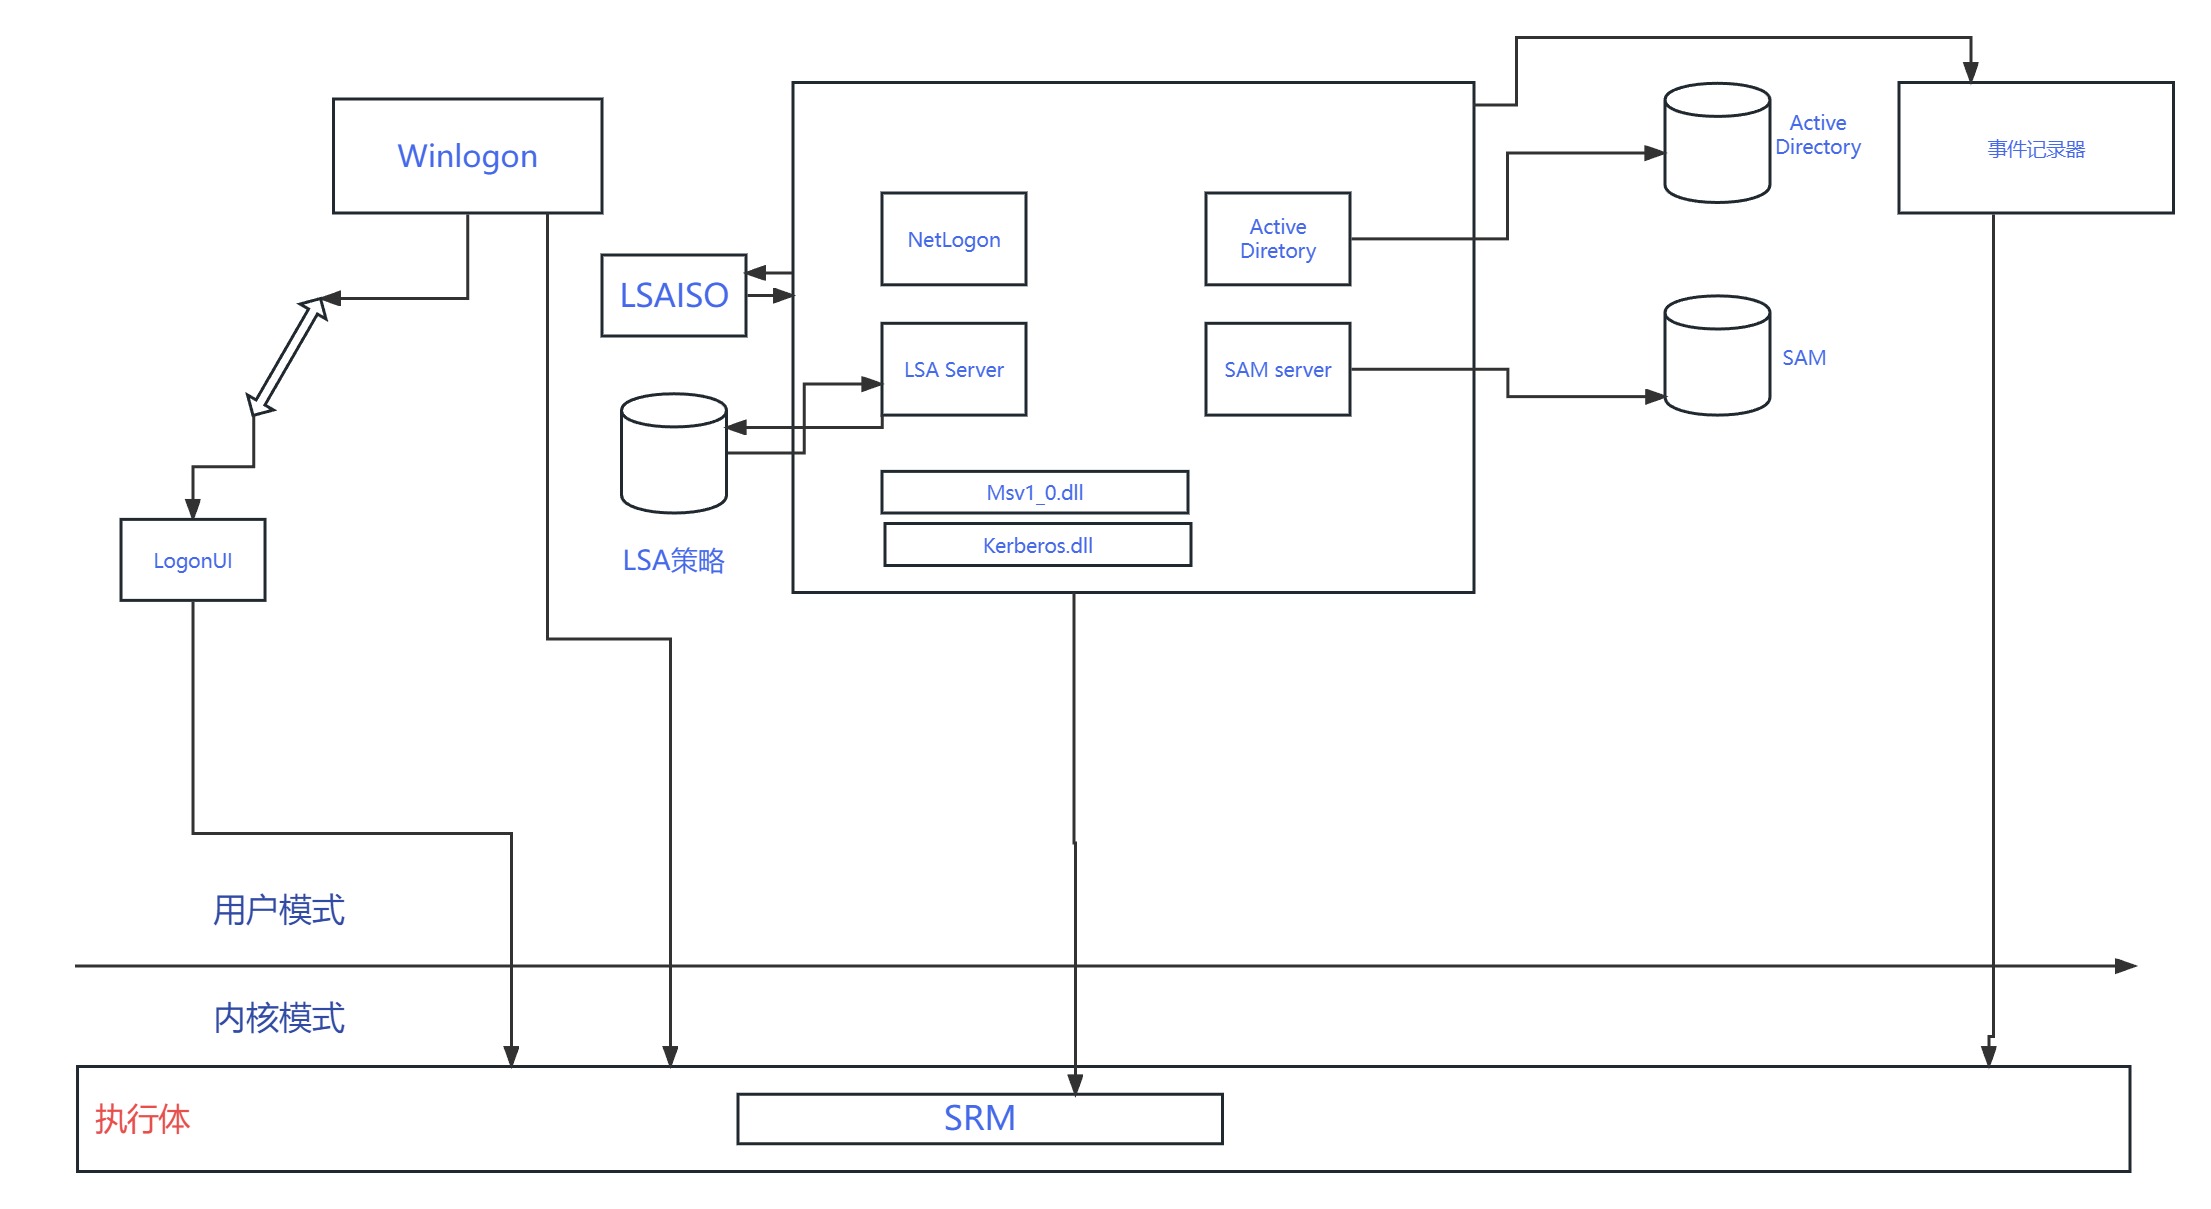 Winlogon
LSAISO
NetLogon
Active
Diretory
LSA Server
SAM server
Msv1_0.dll
Kerberos.dll
LSA策略
LogonUI
Active
Directory
SAM
事件记录器
用户模式
内核模式
执行体
SRM